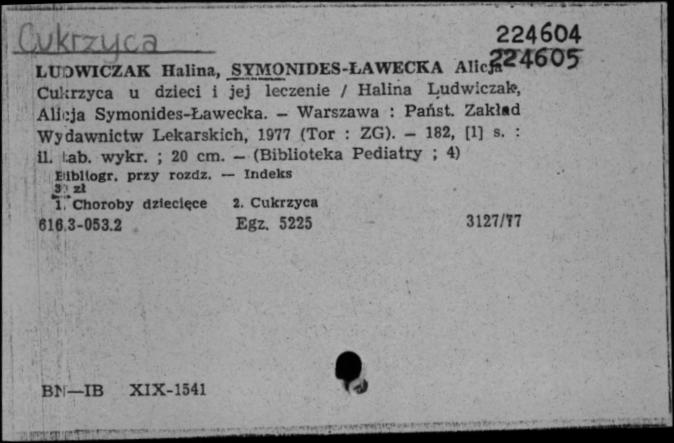 Cukrzyca
224604
224605
LUDWICZAK Halina, SYMONIDES-ŁAWECKA Alicja
Cukrzyca u dzieci i jej leczenie / Halina Ludwiczak,
Alicja Symonides-Ławecka. — Warszawa : Państ. Zakład
Wydawnictw Lekarskich, 1977 (Tor : ZG). — 182, [1] s. :
il. tab. wykr. ; 20 cm. — (Biblioteka Pediatry ; 4)
Bibliogr. przy rozdz. — Indeks
zł
1. Choroby dziecięce 2. Cukrzyca
616.3-053.2 Egz. 5225 3127/77
BN—IB XIX-1541